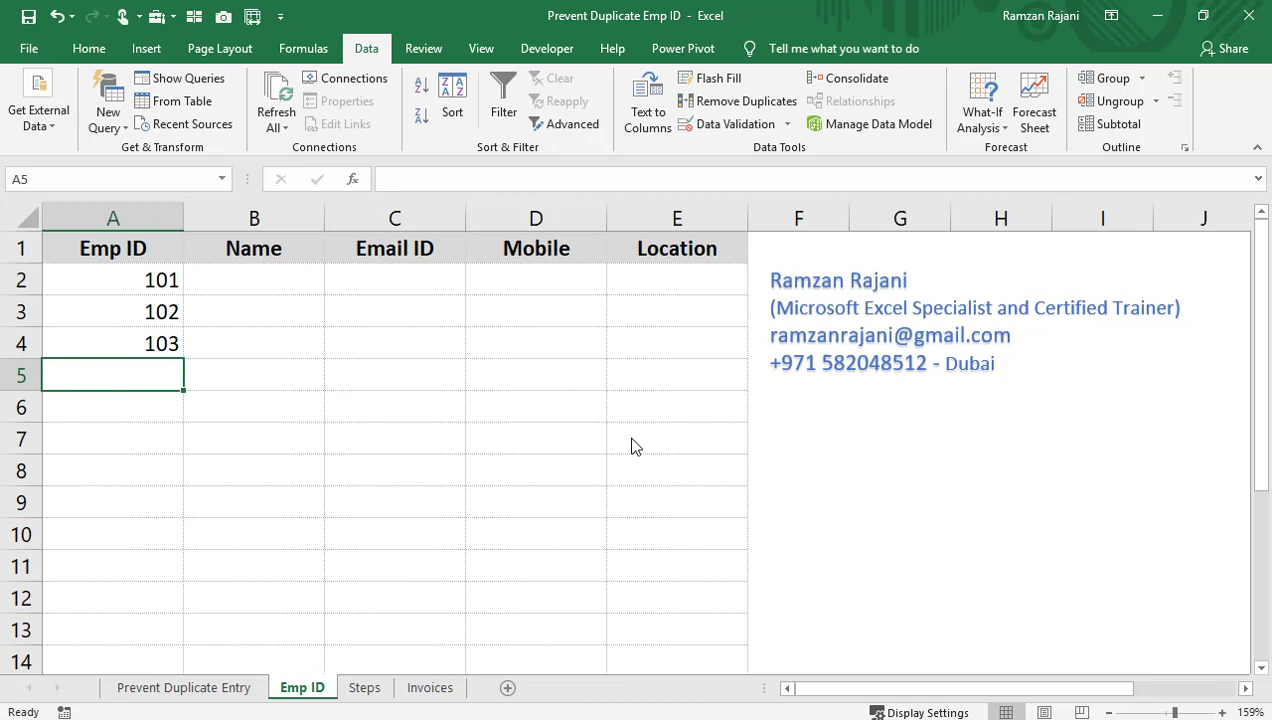 Prevent Duplicate Emp ID - Excel
Ramzan Rajani
File Home Insert Page Layout Formulas Data Review View Developer Help Power Pivot Tell me what you want to do Share
Get External Data
New Query
Show Queries
From Table
Recent Sources
Get & Transform
Refresh All
Connections
Properties
Edit Links
Connections
Sort
Filter
Clear
Reapply
Advanced
Sort & Filter
Text to Columns
Flash Fill
Remove Duplicates
Data Validation
Consolidate
Relationships
Manage Data Model
Data Tools
What-If Analysis
Forecast Sheet
Forecast
Group
Ungroup
Subtotal
Outline
A5
fx
A B C D E F G H I J
1 Emp ID Name Email ID Mobile Location
2 101
3 102
4 103
5
6
7
8
9
10
11
12
13
14
Ramzan Rajani
(Microsoft Excel Specialist and Certified Trainer)
ramzanrajani@gmail.com
+971 582048512 - Dubai
Prevent Duplicate Entry Emp ID Steps Invoices
Ready
Display Settings
159%